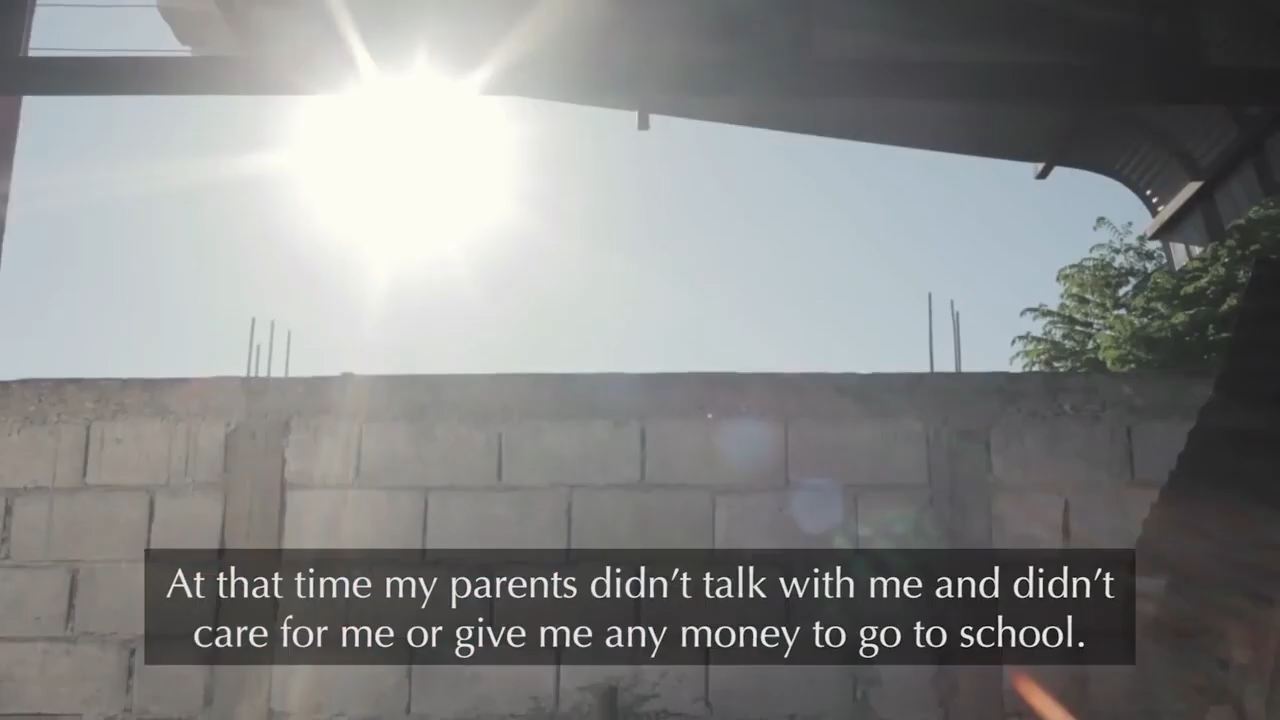 At that time my parents didn’t talk with me and didn’t
care for me or give me any money to go to school.